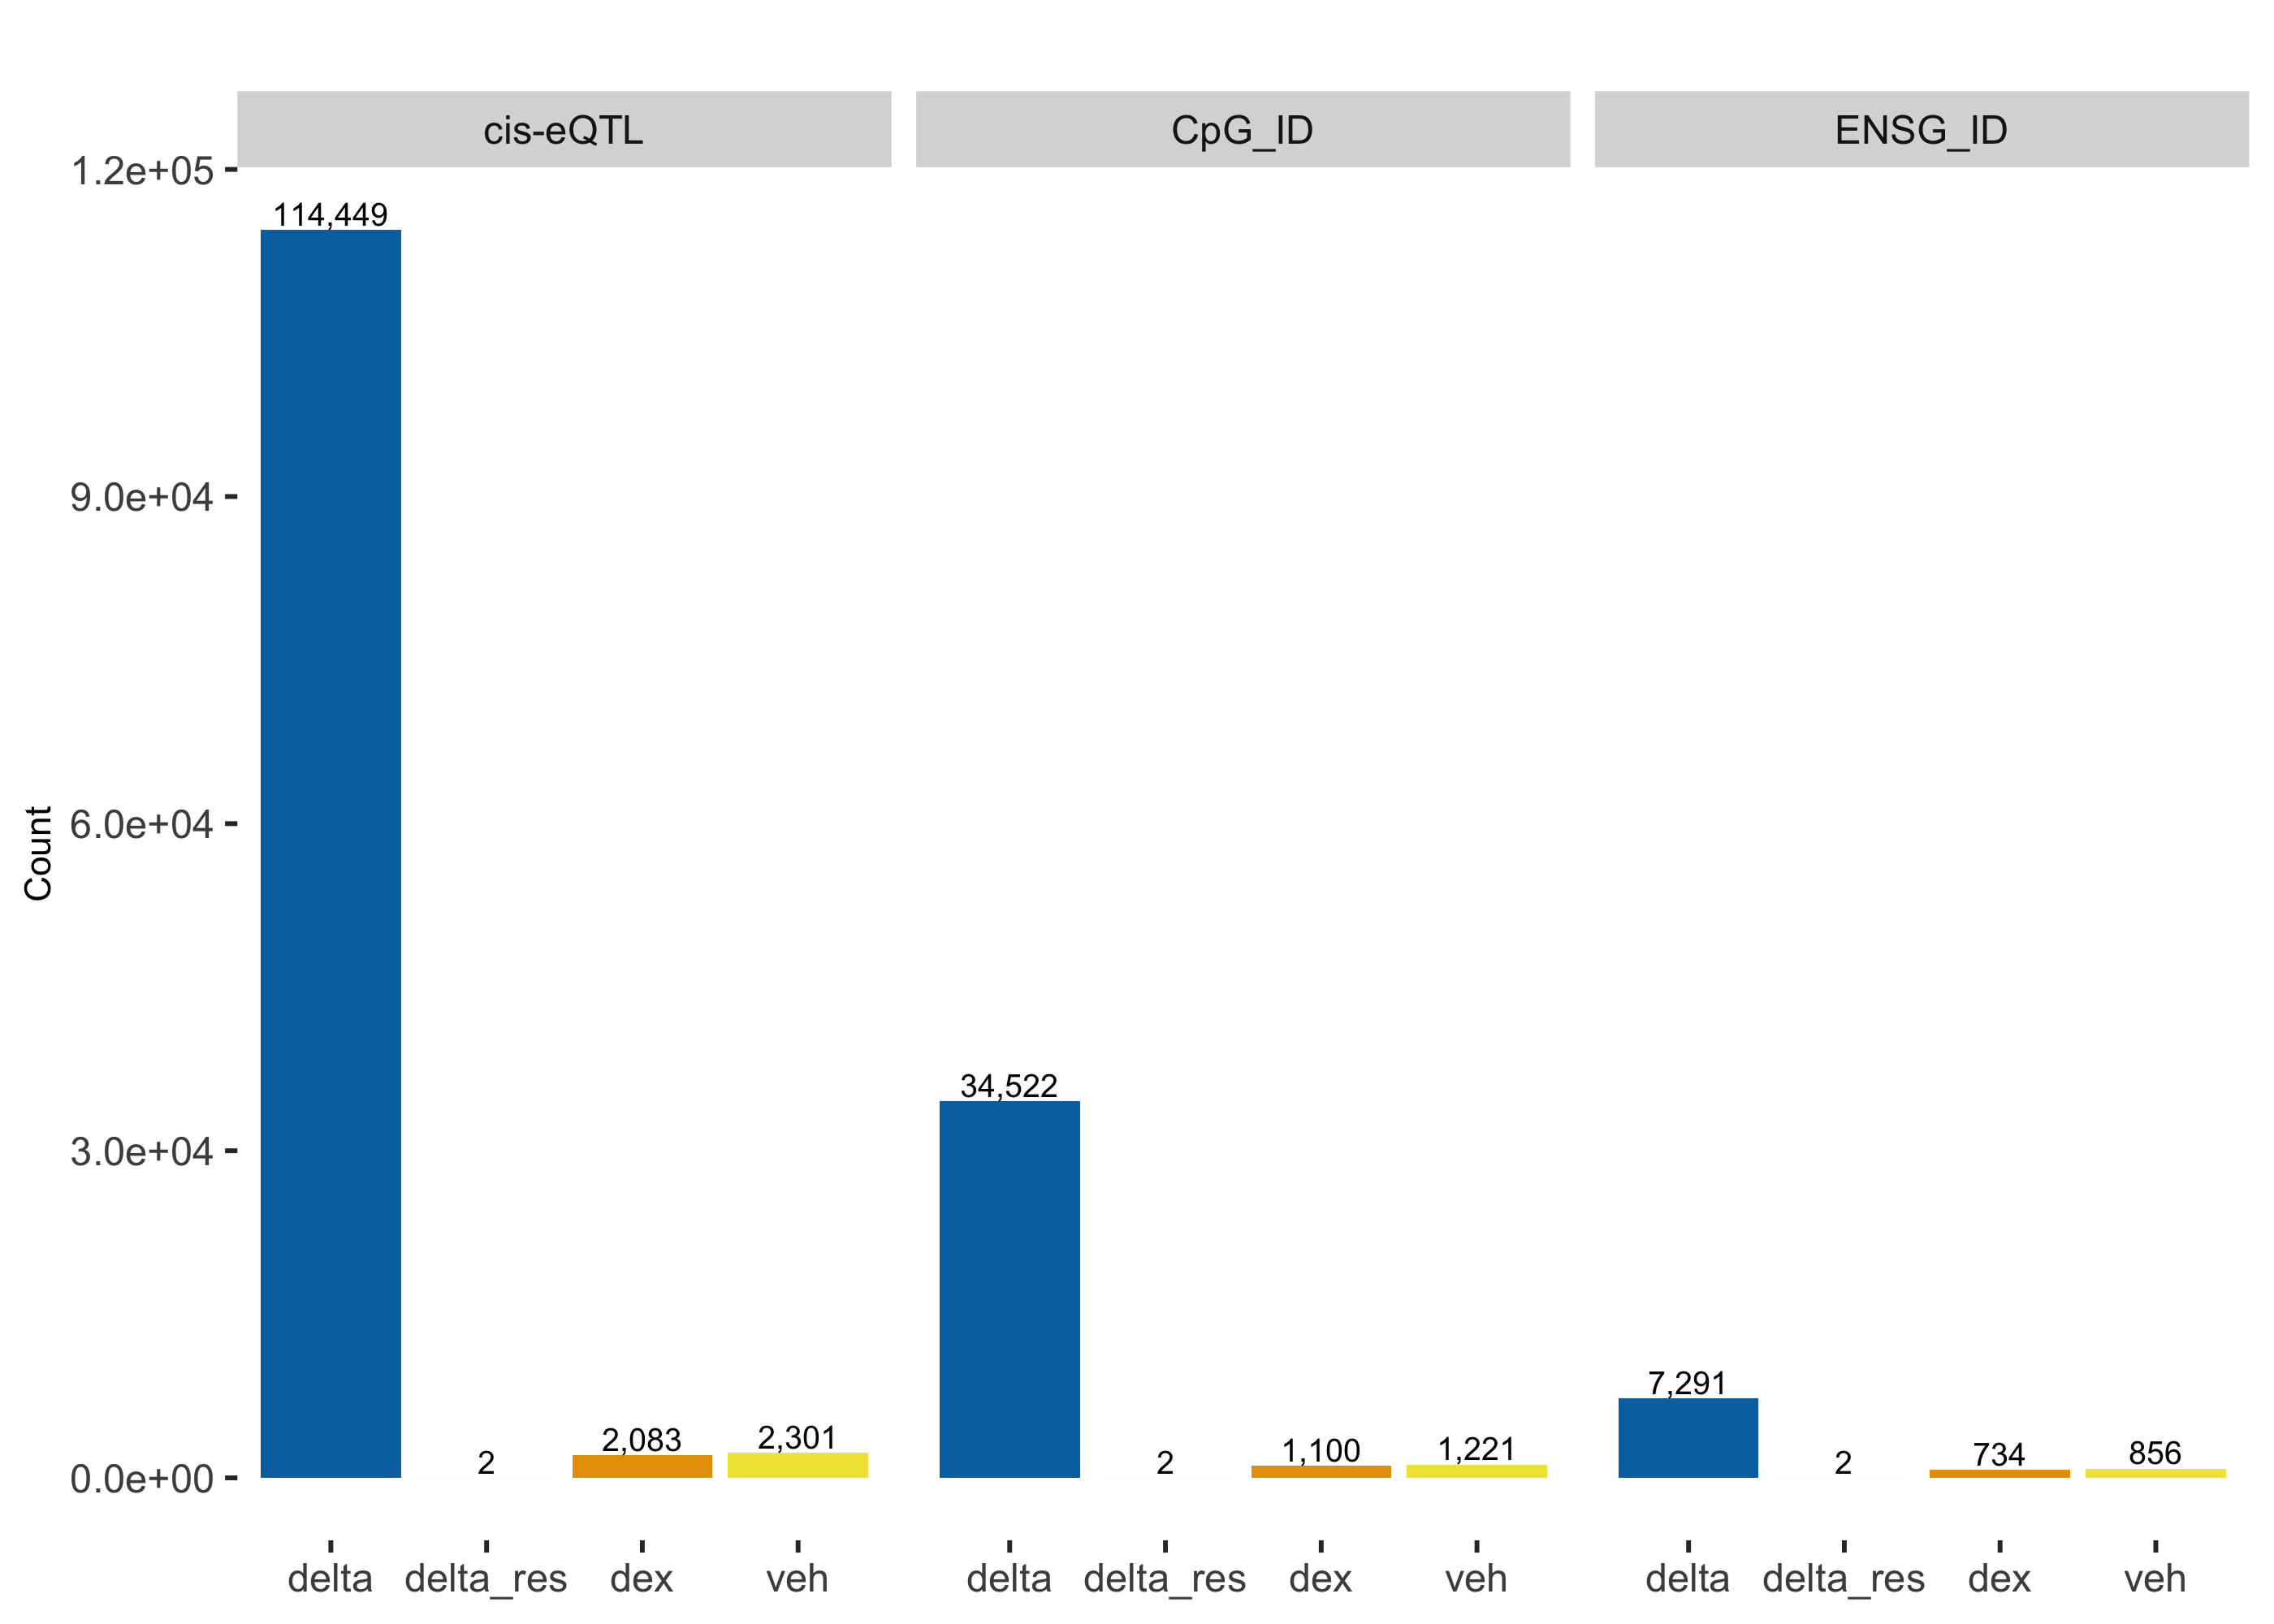 cis-eQTL
CpG_ID
ENSG_ID
Count
1.2e+05
9.0e+04
6.0e+04
3.0e+04
0.0e+00
114,449
2
2,083
2,301
34,522
2
1,100
1,221
7,291
2
734
856
delta
delta_res
dex
veh
delta
delta_res
dex
veh
delta
delta_res
dex
veh